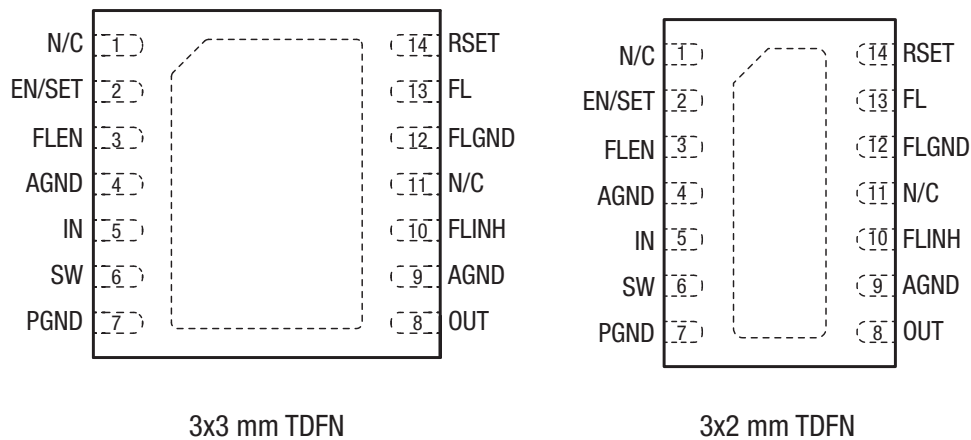 N/C 1 14 RSET
EN/SET 2 13 FL
FLEN 3 12 FLGND
AGND 4 11 N/C
IN 5 10 FLINH
SW 6 9 AGND
PGND 7 8 OUT
3x3 mm TDFN
N/C 1 14 RSET
EN/SET 2 13 FL
FLEN 3 12 FLGND
AGND 4 11 N/C
IN 5 10 FLINH
SW 6 9 AGND
PGND 7 8 OUT
3x2 mm TDFN